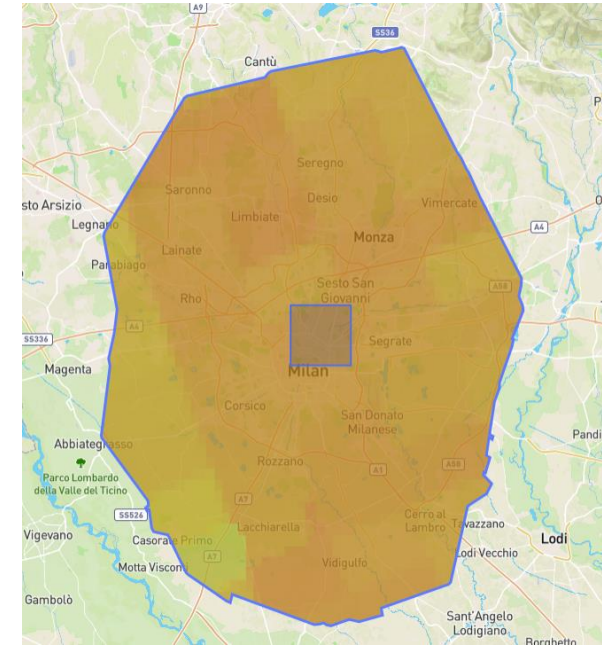 A9
SS36
Cantù
P
Seregno
Saronno
Desio
sto Arsizio
Limbiate
Vimercate
Legnano
A4
O
Monza
Lainate
Parabiago
Sesto San
Giovanni
A58
Rho
A4
SS336
Segrate
Magenta
Milan
Corsico
San Donato
Milanese
Abbiategrasso
Pandi
Rozzano
A58
A1
Parco Lombardo
della Valle del Ticino
A7
SS526
Lacchiarella
Cerro al
Lambro
Tavazzano
Vigevano
Casorate Primo
Lodi
A7
Lodi Vecchio
Motta Visconti
Vidigulfo
Gambolò
Sant'Angelo
Lodigiano
Borghetto